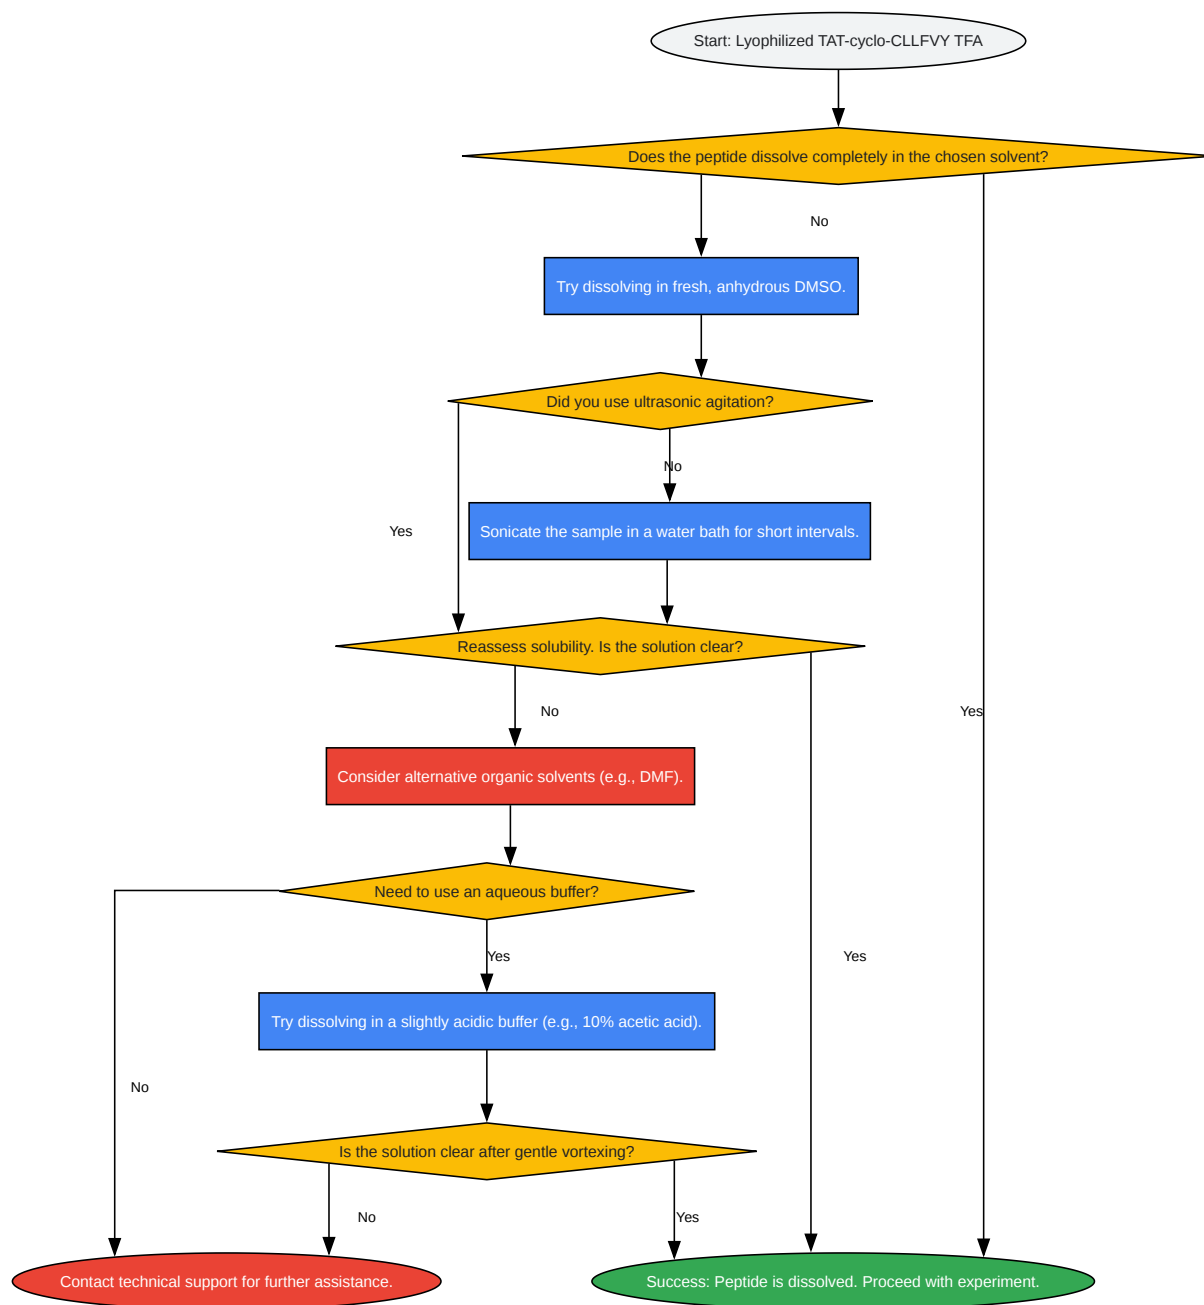 Start: Lyophilized TAT-cyclo-CLLFVY TFA
Does the peptide dissolve completely in the chosen solvent?
No
Try dissolving in fresh, anhydrous DMSO.
Did you use ultrasonic agitation?
No
Yes
Sonicate the sample in a water bath for short intervals.
Reassess solubility. Is the solution clear?
No
Yes
Consider alternative organic solvents (e.g., DMF).
Need to use an aqueous buffer?
Yes
Yes
Try dissolving in a slightly acidic buffer (e.g., 10% acetic acid).
No
Is the solution clear after gentle vortexing?
No
Yes
Contact technical support for further assistance.
Success: Peptide is dissolved. Proceed with experiment.